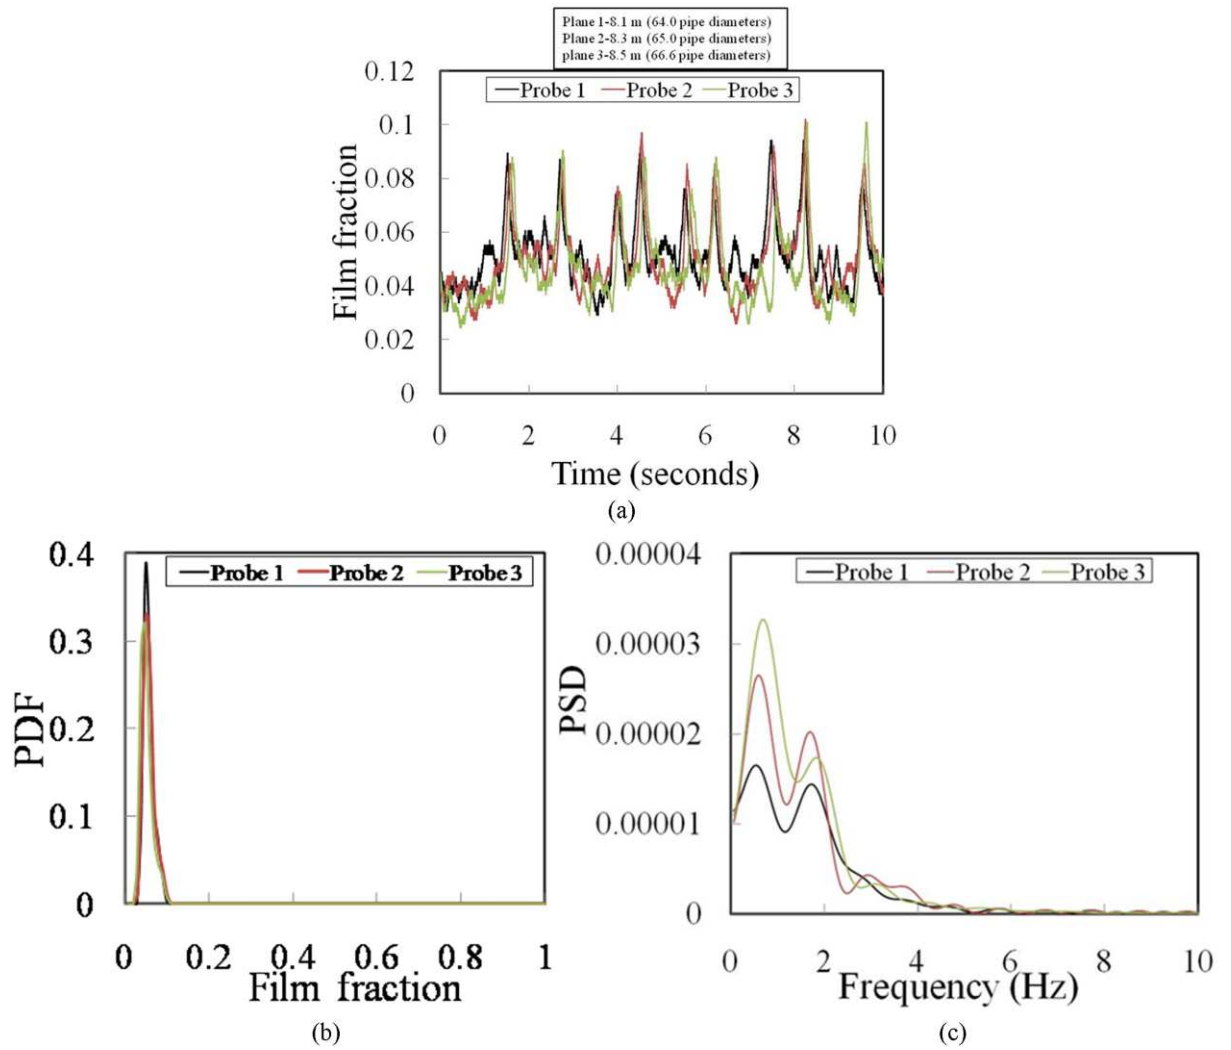 Plane 1-8.1 m (64.0 pipe diameters)
Plane 2-8.3 m (65.0 pipe diameters)
plane 3-8.5 m (66.6 pipe diameters)
Probe 1 Probe 2 Probe 3
0.12
0.1
0.08
0.06
0.04
0.02
0
Film fraction
0 2 4 6 8 10
Time (seconds)
(a)
Probe 1 Probe 2 Probe 3
0.4
0.3
0.2
0.1
0
PDF
0 0.2 0.4 0.6 0.8 1
Film fraction
(b)
Probe 1 Probe 2 Probe 3
0.00004
0.00003
0.00002
0.00001
0
PSD
0 2 4 6 8 10
Frequency (Hz)
(c)